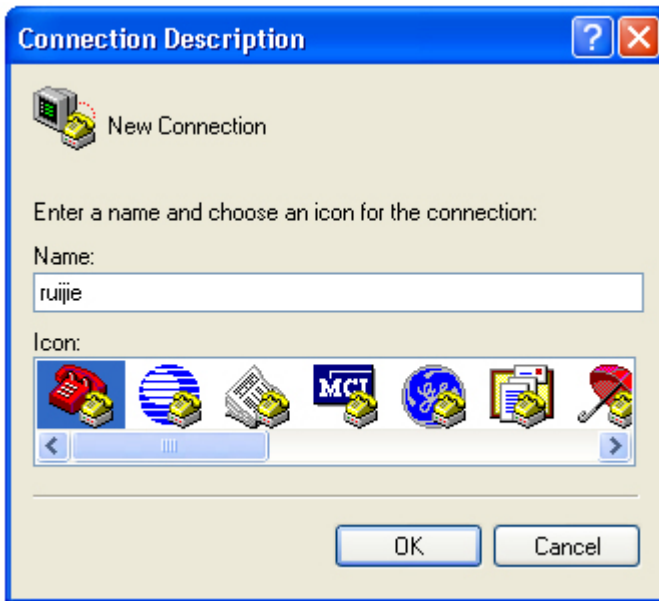 Connection Description
New Connection
Enter a name and choose an icon for the connection:
Name:
ruijie
Icon:
MCI
OK
Cancel